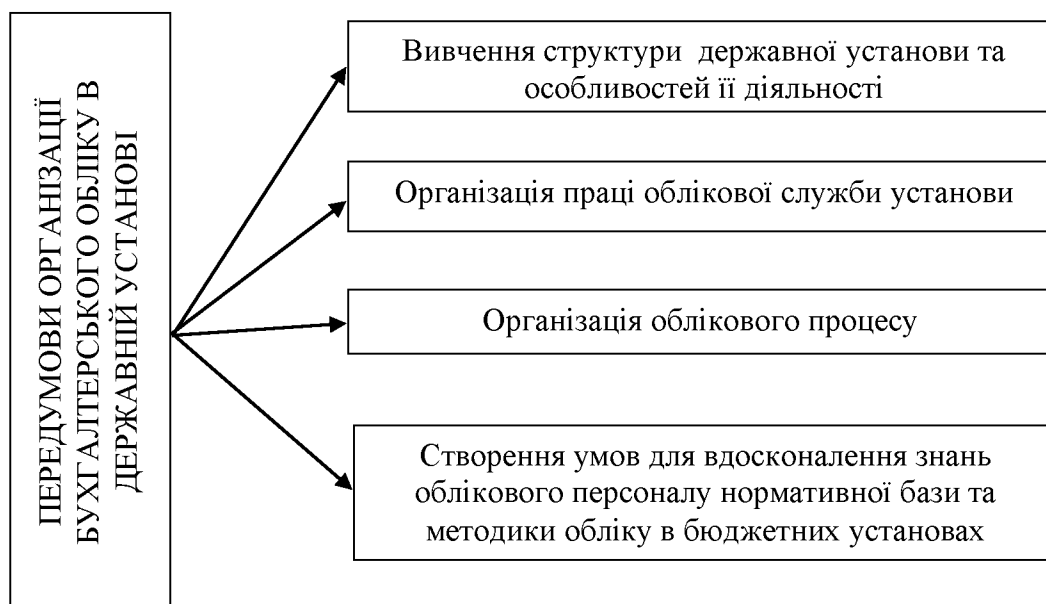 ПЕРЕДУМОВИ ОРГАНІЗАЦІЇ
БУХГАЛТЕРСЬКОГО ОБЛІКУ В
ДЕРЖАВНІЙ УСТАНОВІ
Вивчення структури державної установи та
особливостей її діяльності
Організація праці облікової служби установи
Організація облікового процесу
Створення умов для вдосконалення знань
облікового персоналу нормативної бази та
методики обліку в бюджетних установах